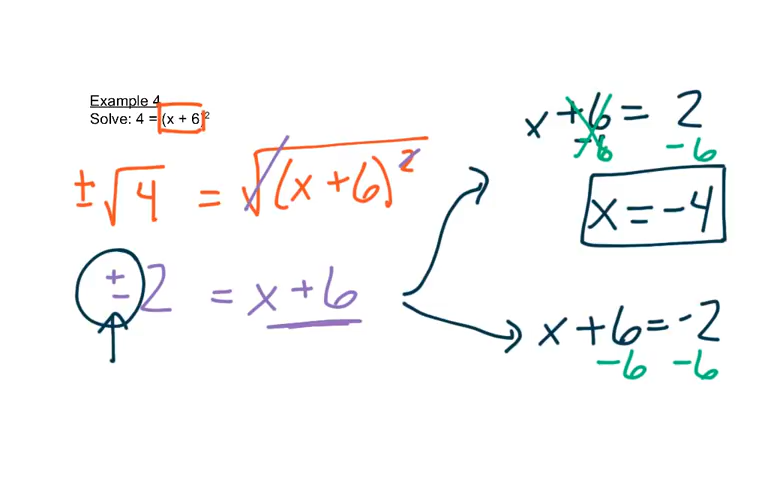 Example 4
Solve: 4 = (x + 6)²
±√4 = √(x+6)²
± 2 = x+6
x+6 = 2
-6 -6
x = -4
x+6=-2
-6 -6